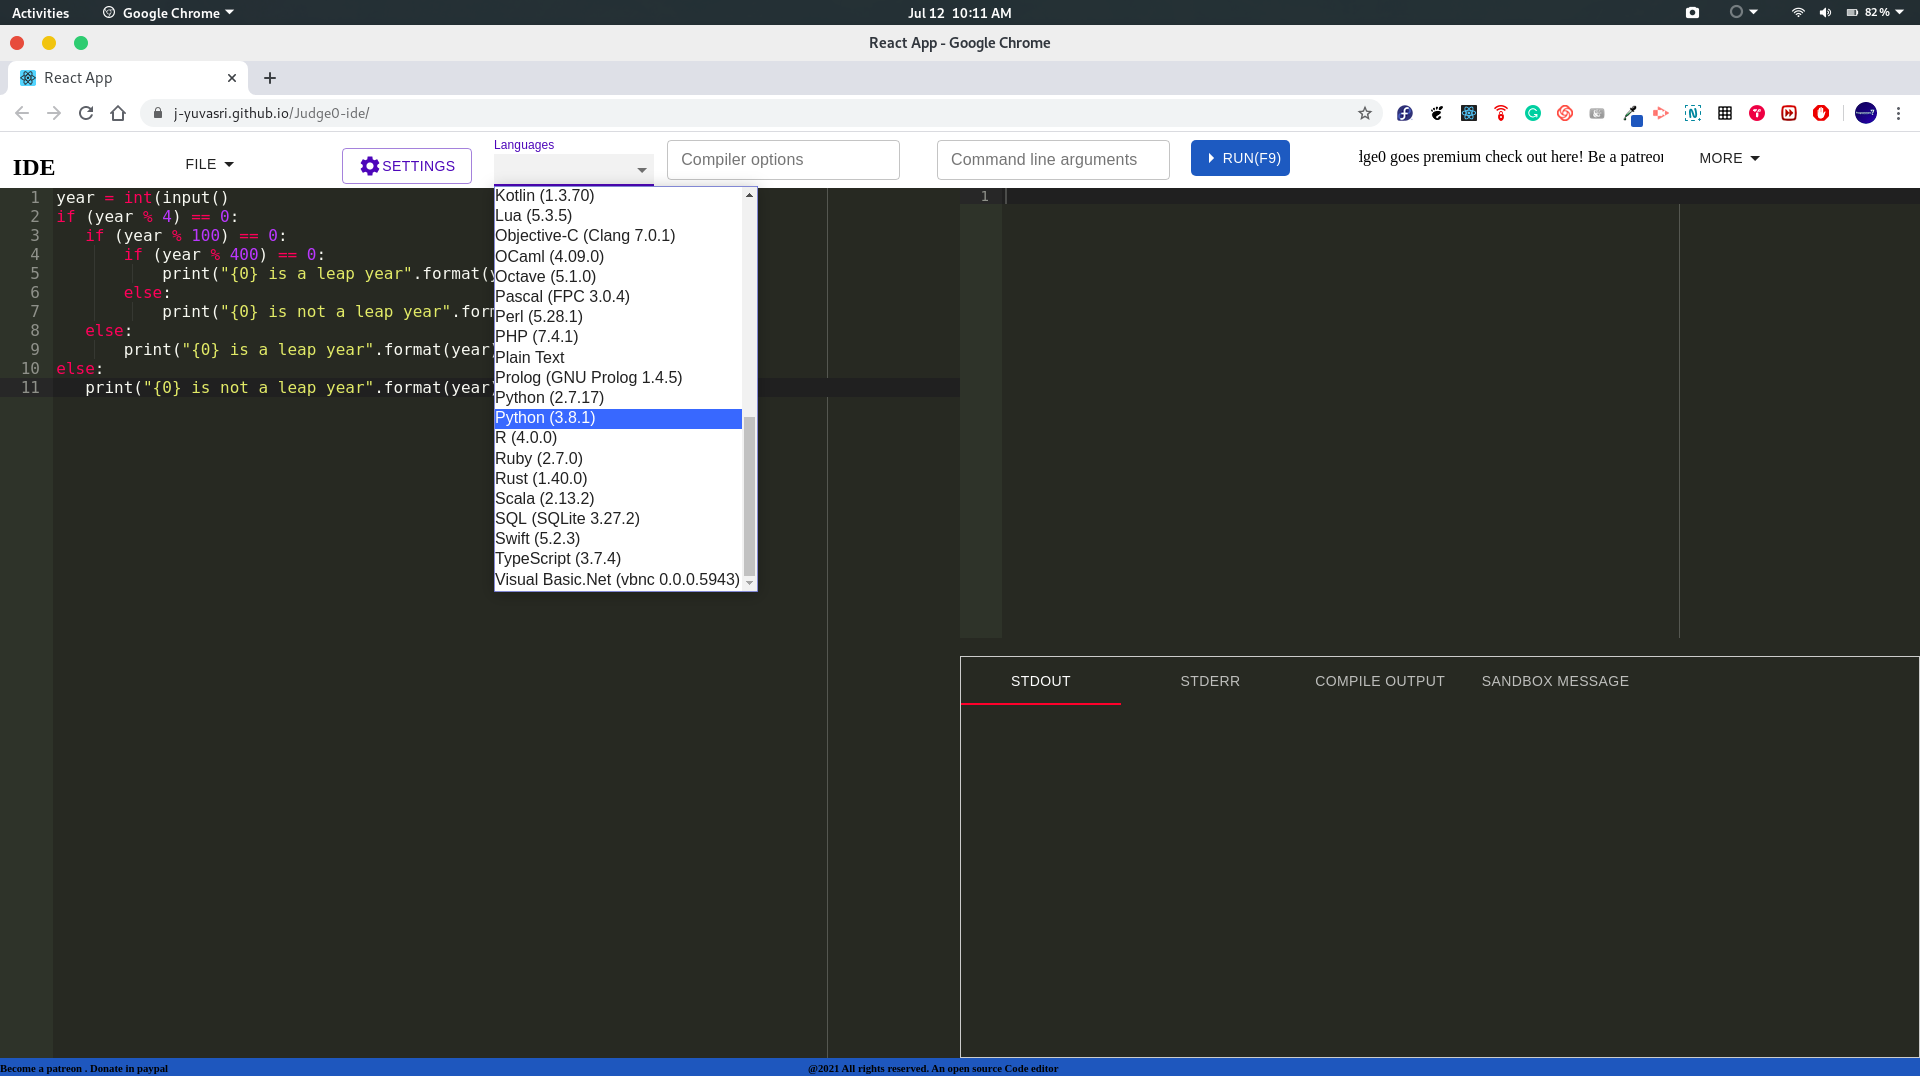 Activities Google Chrome Jul 12 10:11 AM 82 %
React App - Google Chrome
React App
j-yuvasri.github.io/Judge0-ide/
IDE FILE SETTINGS Languages Compiler options Command line arguments RUN(F9) dge0 goes premium check out here! Be a patreon MORE
1 year = int(input()
2 if (year % 4) == 0:
3 if (year % 100) == 0:
4 if (year % 400) == 0:
5 print("{0} is a leap year".format(y
6 else:
7 print("{0} is not a leap year".for
8 else:
9 print("{0} is a leap year".format(year)
10 else:
11 print("{0} is not a leap year".format(year)
Kotlin (1.3.70)
Lua (5.3.5)
Objective-C (Clang 7.0.1)
OCaml (4.09.0)
Octave (5.1.0)
Pascal (FPC 3.0.4)
Perl (5.28.1)
PHP (7.4.1)
Plain Text
Prolog (GNU Prolog 1.4.5)
Python (2.7.17)
Python (3.8.1)
R (4.0.0)
Ruby (2.7.0)
Rust (1.40.0)
Scala (2.13.2)
SQL (SQLite 3.27.2)
Swift (5.2.3)
TypeScript (3.7.4)
Visual Basic.Net (vbnc 0.0.0.5943)
1
STDOUT STDERR COMPILE OUTPUT SANDBOX MESSAGE
Become a patreon . Donate in paypal @2021 All rights reserved. An open source Code editor